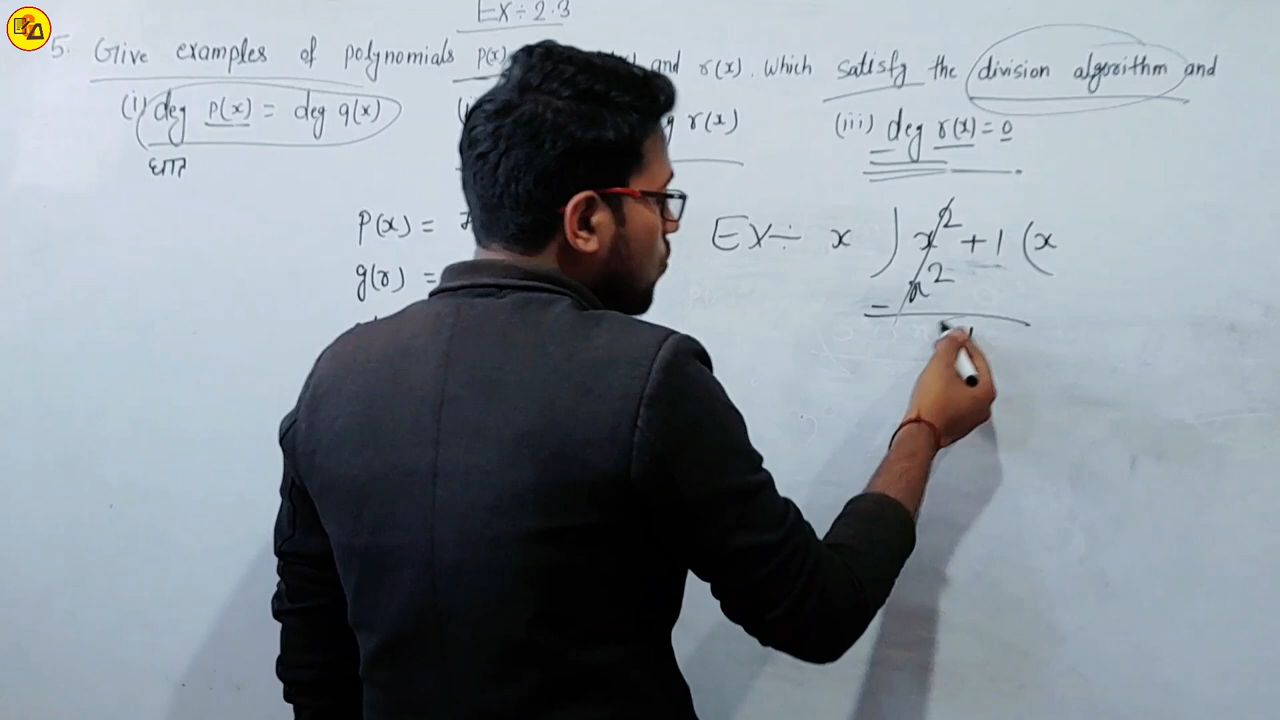 Ex÷ 2.3
5. Give examples of polynomials p(x) and r(x). Which satisfy the division algorithm and
(i) deg p(x) = deg q(x) r(x) (iii) deg r(x) = 0
घात
P(x) =
g(x) =
EX÷ x ) x² + 1 ( x
- x²
1